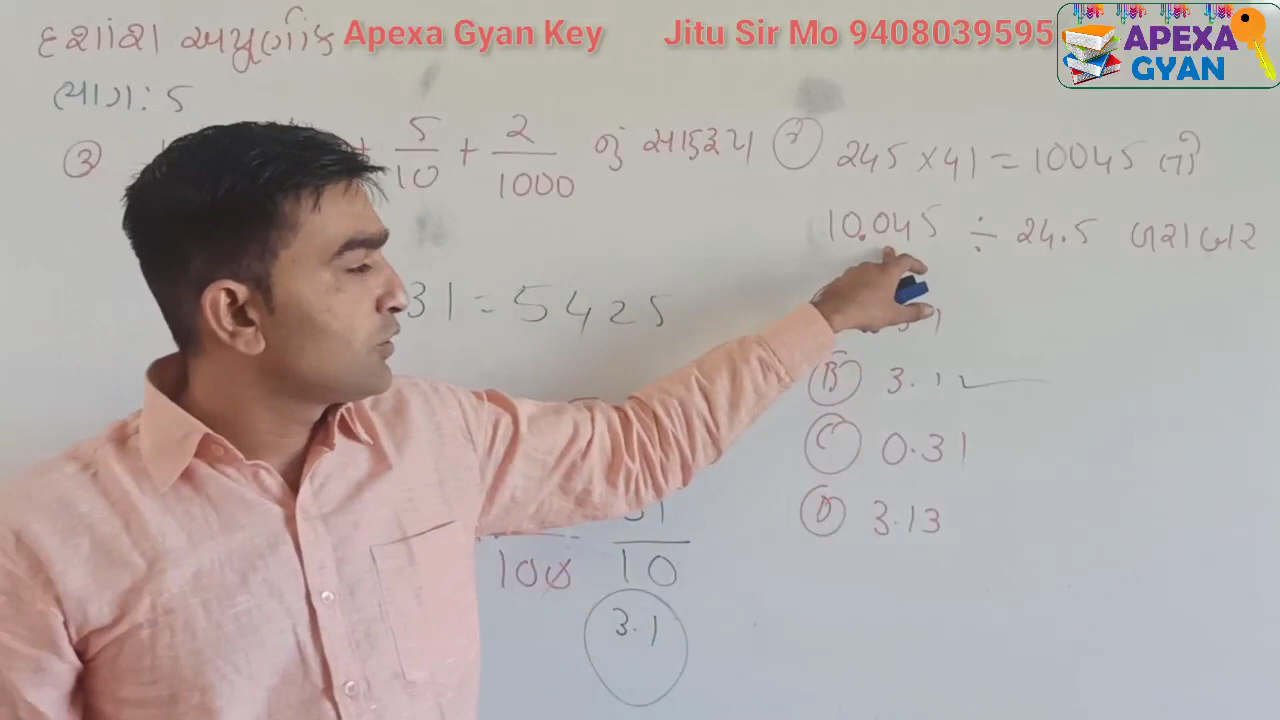 દશાંશ અપૂર્ણાંક
Apexa Gyan Key Jitu Sir Mo 9408039595
APEXA
GYAN
ભાગ: 5
③ + 5/10 + 2/1000 નું સાદુરૂપ
245 × 41 = 10045 તો
10.045 ÷ 24.5 બરાબર
31 = 5425
B 3.1
C 0.31
D 3.13
31/10
100
3.1